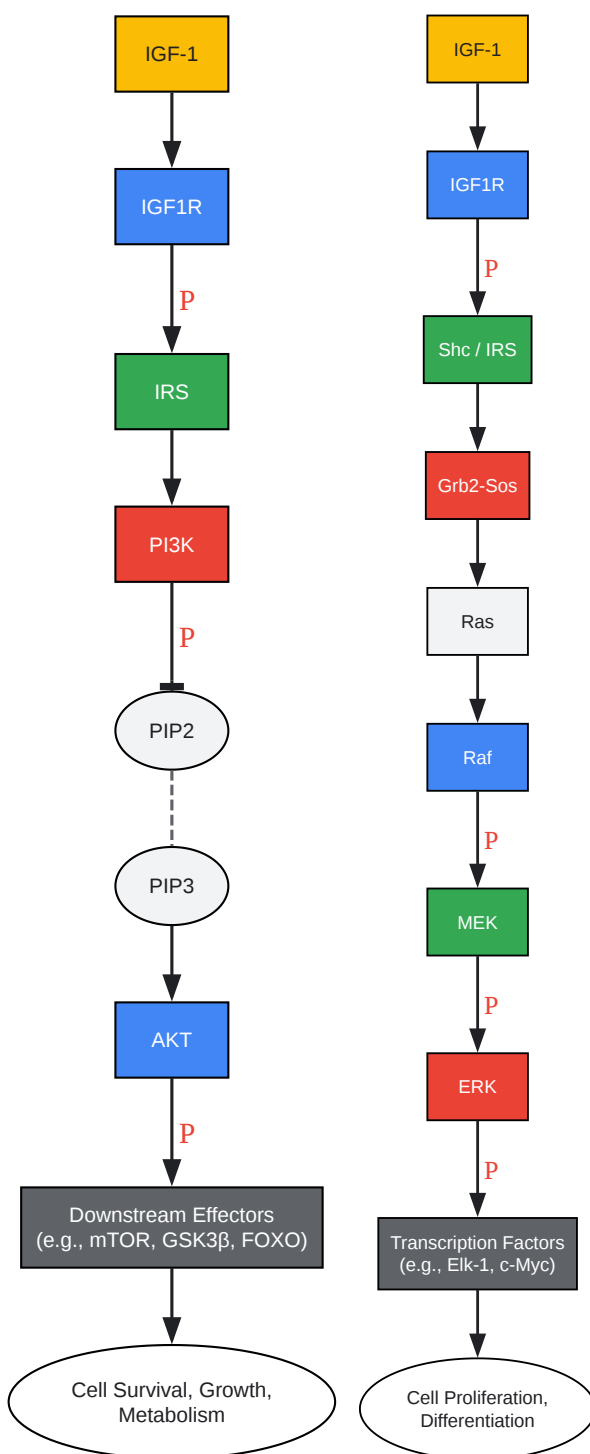 IGF-1
IGF1R
P
IRS
PI3K
P
PIP2
PIP3
AKT
P
Downstream Effectors
(e.g., mTOR, GSK3β, FOXO)
Cell Survival, Growth,
Metabolism
IGF-1
IGF1R
P
Shc / IRS
Grb2-Sos
Ras
Raf
P
MEK
P
ERK
P
Transcription Factors
(e.g., Elk-1, c-Myc)
Cell Proliferation,
Differentiation